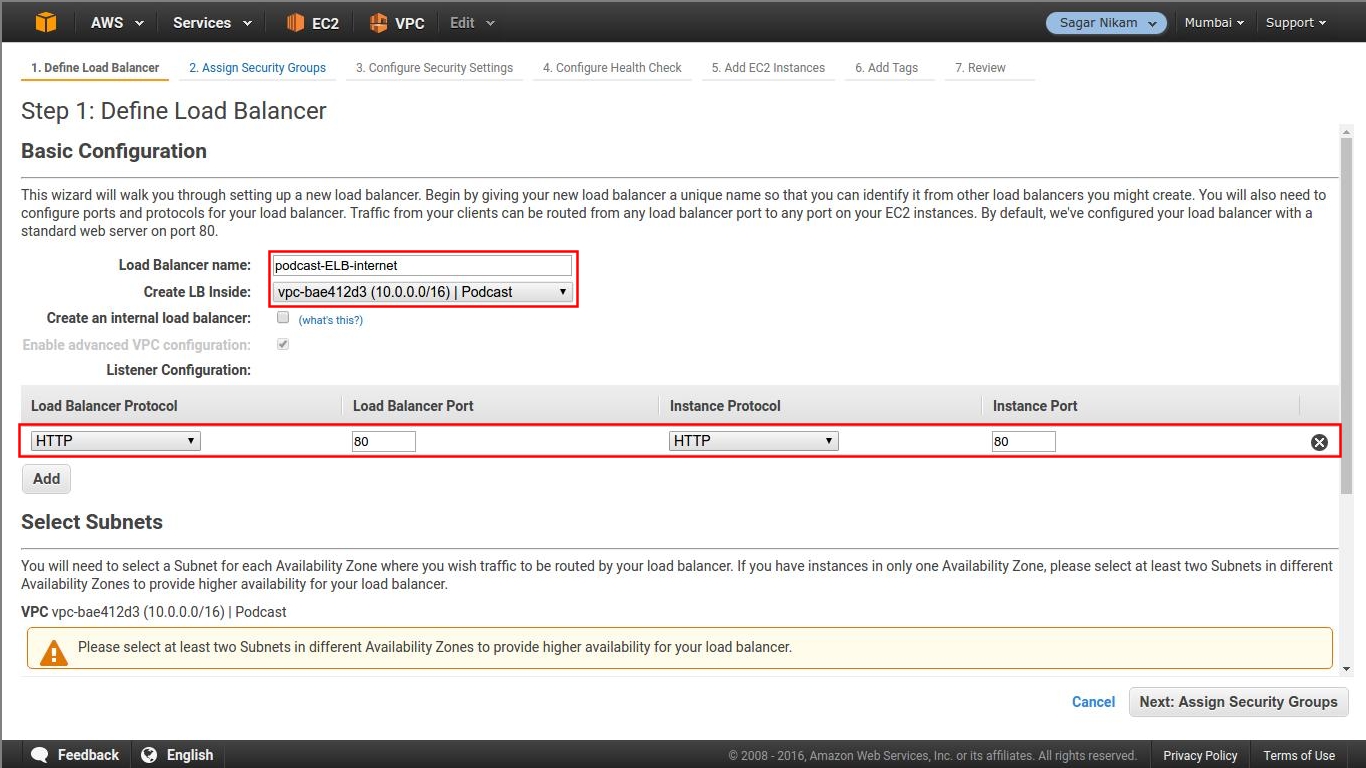 AWS Services EC2 VPC Edit Sagar Nikam Mumbai Support
1. Define Load Balancer 2. Assign Security Groups 3. Configure Security Settings 4. Configure Health Check 5. Add EC2 Instances 6. Add Tags 7. Review
Step 1: Define Load Balancer
Basic Configuration
This wizard will walk you through setting up a new load balancer. Begin by giving your new load balancer a unique name so that you can identify it from other load balancers you might create. You will also need to
configure ports and protocols for your load balancer. Traffic from your clients can be routed from any load balancer port to any port on your EC2 instances. By default, we've configured your load balancer with a
standard web server on port 80.
Load Balancer name: podcast-ELB-internet
Create LB Inside: vpc-bae412d3 (10.0.0.0/16) | Podcast
Create an internal load balancer: (what's this?)
Enable advanced VPC configuration:
Listener Configuration:
Load Balancer Protocol Load Balancer Port Instance Protocol Instance Port
HTTP 80 HTTP 80
Add
Select Subnets
You will need to select a Subnet for each Availability Zone where you wish traffic to be routed by your load balancer. If you have instances in only one Availability Zone, please select at least two Subnets in different
Availability Zones to provide higher availability for your load balancer.
VPC vpc-bae412d3 (10.0.0.0/16) | Podcast
Please select at least two Subnets in different Availability Zones to provide higher availability for your load balancer.
Cancel Next: Assign Security Groups
Feedback English © 2008 - 2016, Amazon Web Services, Inc. or its affiliates. All rights reserved. Privacy Policy Terms of Use